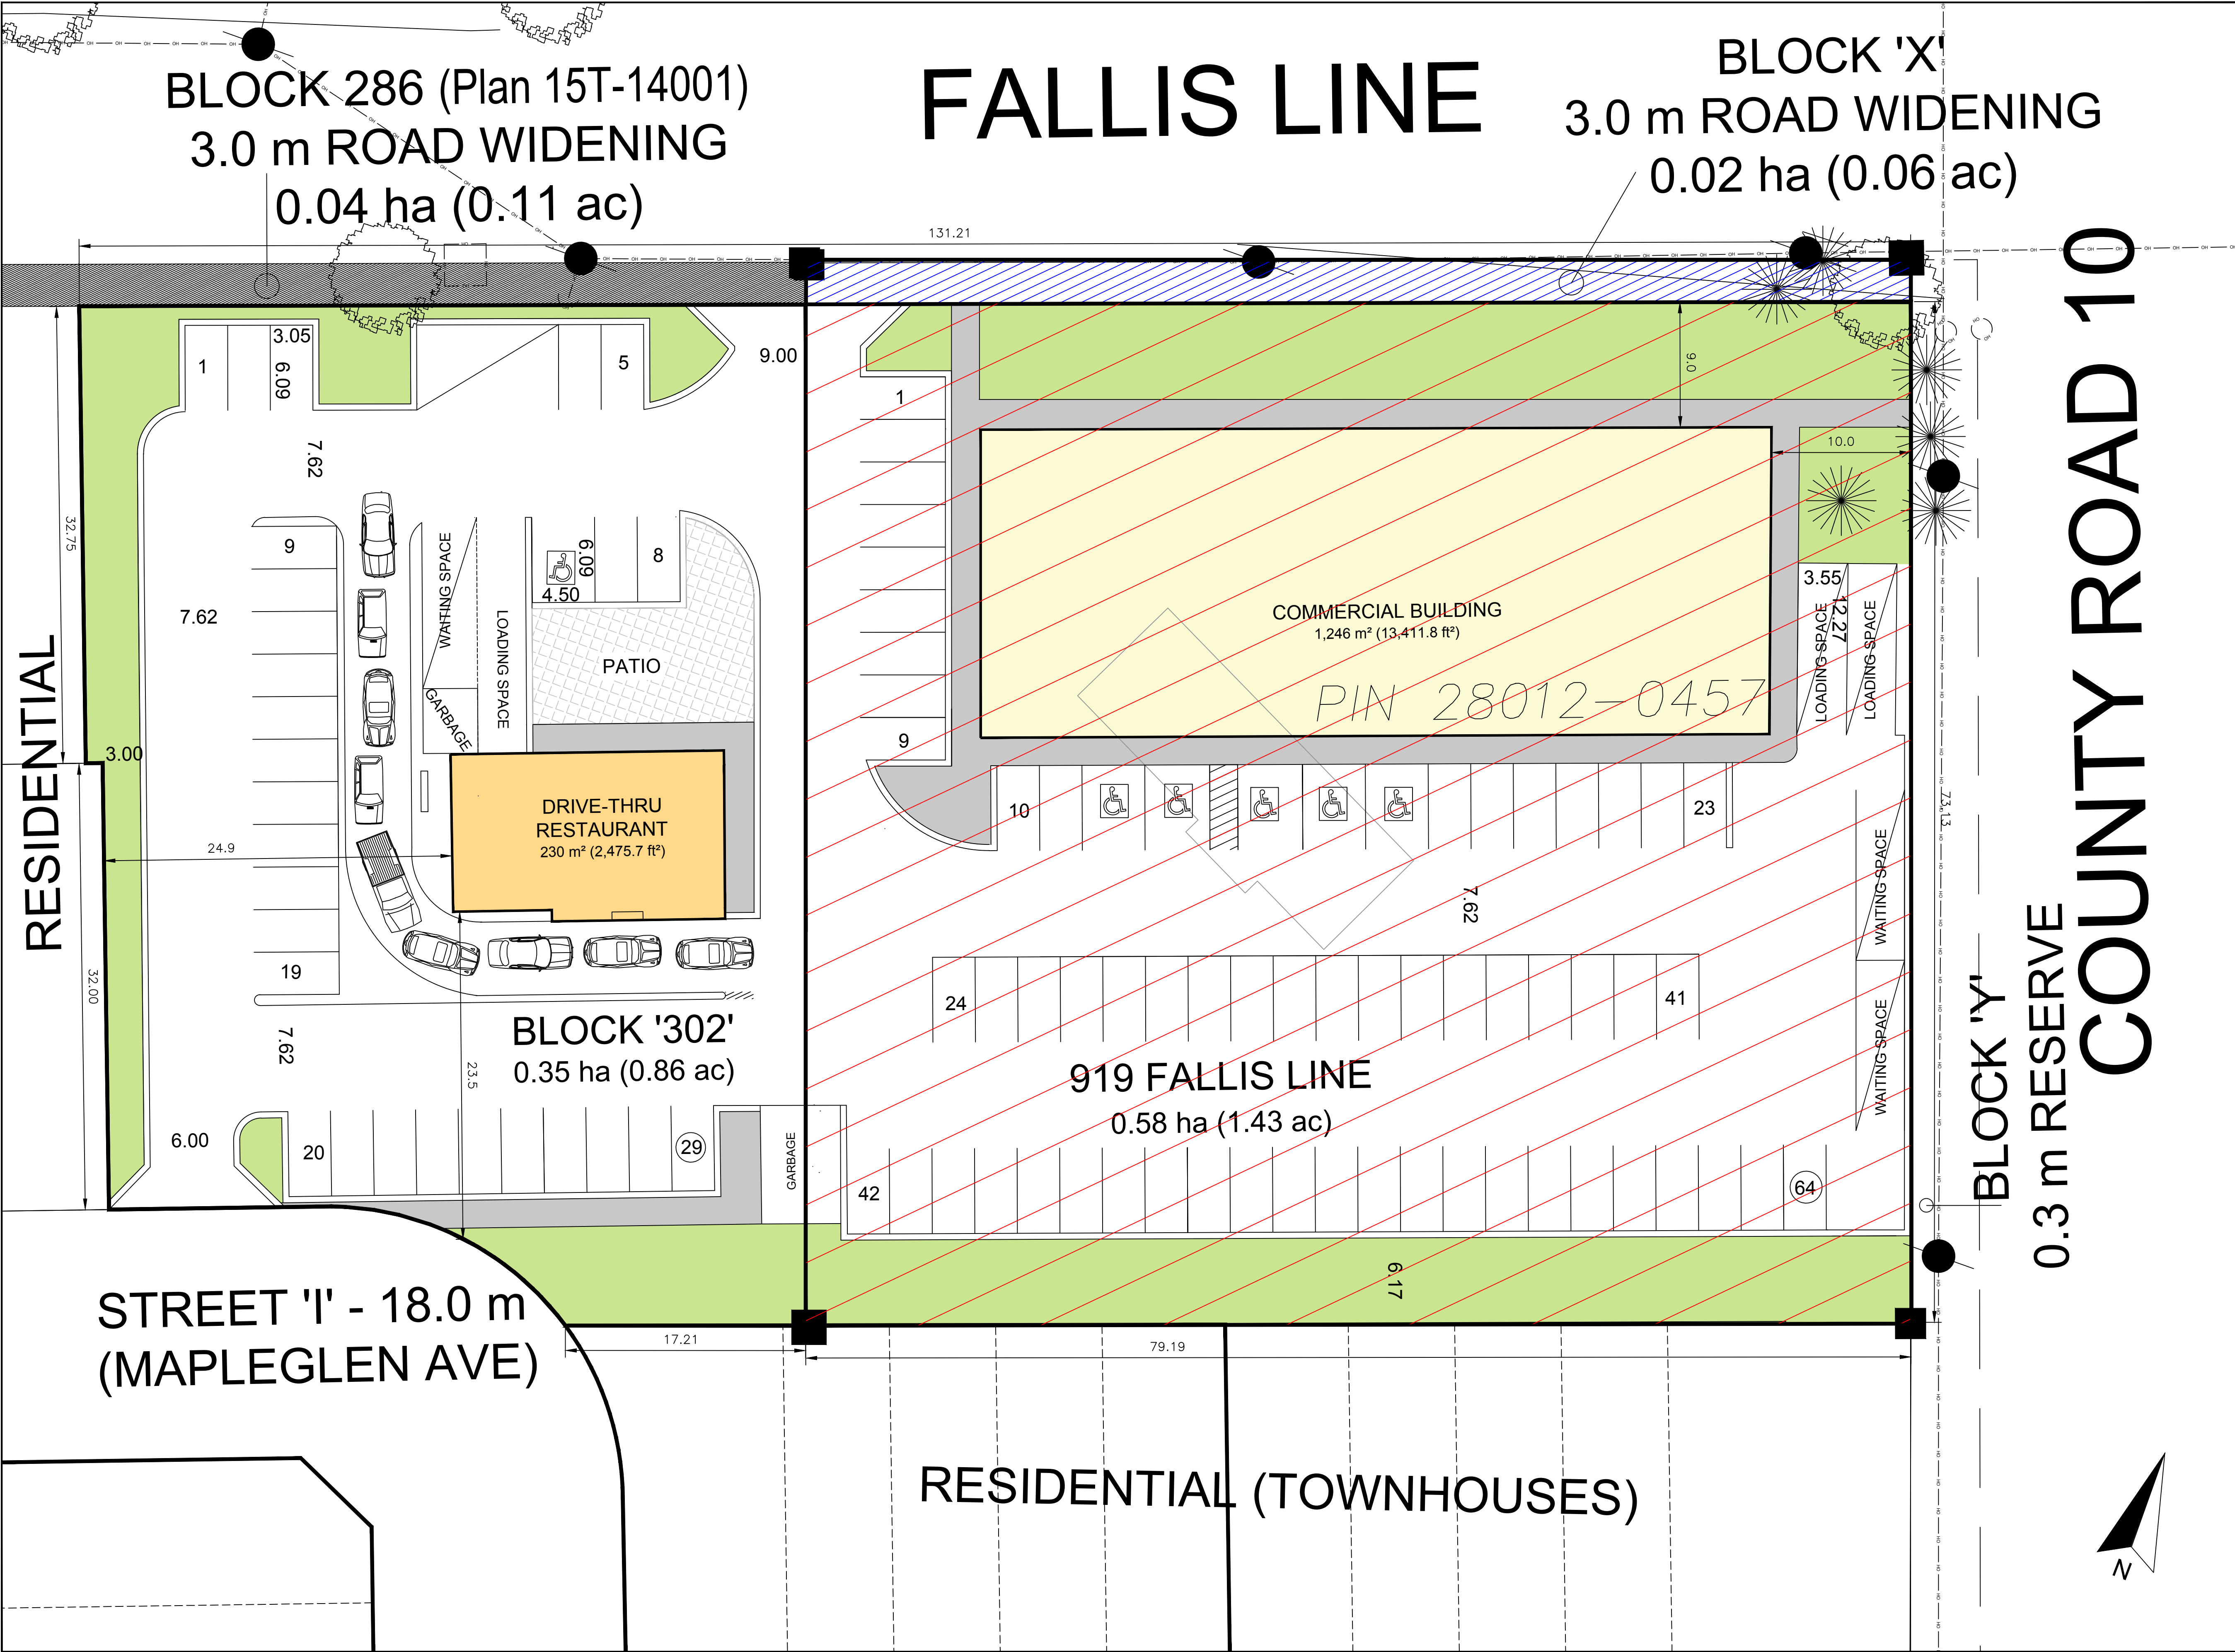 BLOCK 286 (Plan 15T-14001)
3.0 m ROAD WIDENING
0.04 ha (0.11 ac)
FALLIS LINE
BLOCK 'X'
3.0 m ROAD WIDENING
0.02 ha (0.06 ac)
131.21
COUNTY ROAD 10
1
3.05
6.09
5
9.00
7.62
32.75
RESIDENTIAL
9
7.62
WAITING SPACE
LOADING SPACE
GARBAGE
6.09
4.50
8
PATIO
3.00
DRIVE-THRU
RESTAURANT
230 m² (2,475.7 ft²)
24.9
32.00
19
7.62
BLOCK '302'
0.35 ha (0.86 ac)
23.5
6.00
20
29
GARBAGE
1
9
9.0
10.0
COMMERCIAL BUILDING
1,246 m² (13,411.8 ft²)
PIN 28012-0457
3.55
12.27
LOADING SPACE
LOADING SPACE
10
23
7.62
WAITING SPACE
WAITING SPACE
73.13
24
41
919 FALLIS LINE
0.58 ha (1.43 ac)
42
64
6.17
BLOCK 'Y'
0.3 m RESERVE
STREET 'I' - 18.0 m
(MAPLEGLEN AVE)
17.21
79.19
RESIDENTIAL (TOWNHOUSES)
N